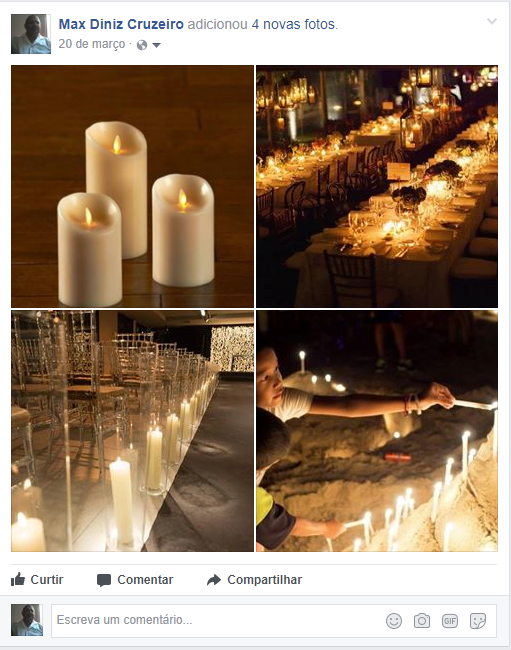 Max Diniz Cruzeiro adicionou 4 novas fotos.
20 de março ·
Curtir Comentar Compartilhar
Escreva um comentário...
GIF